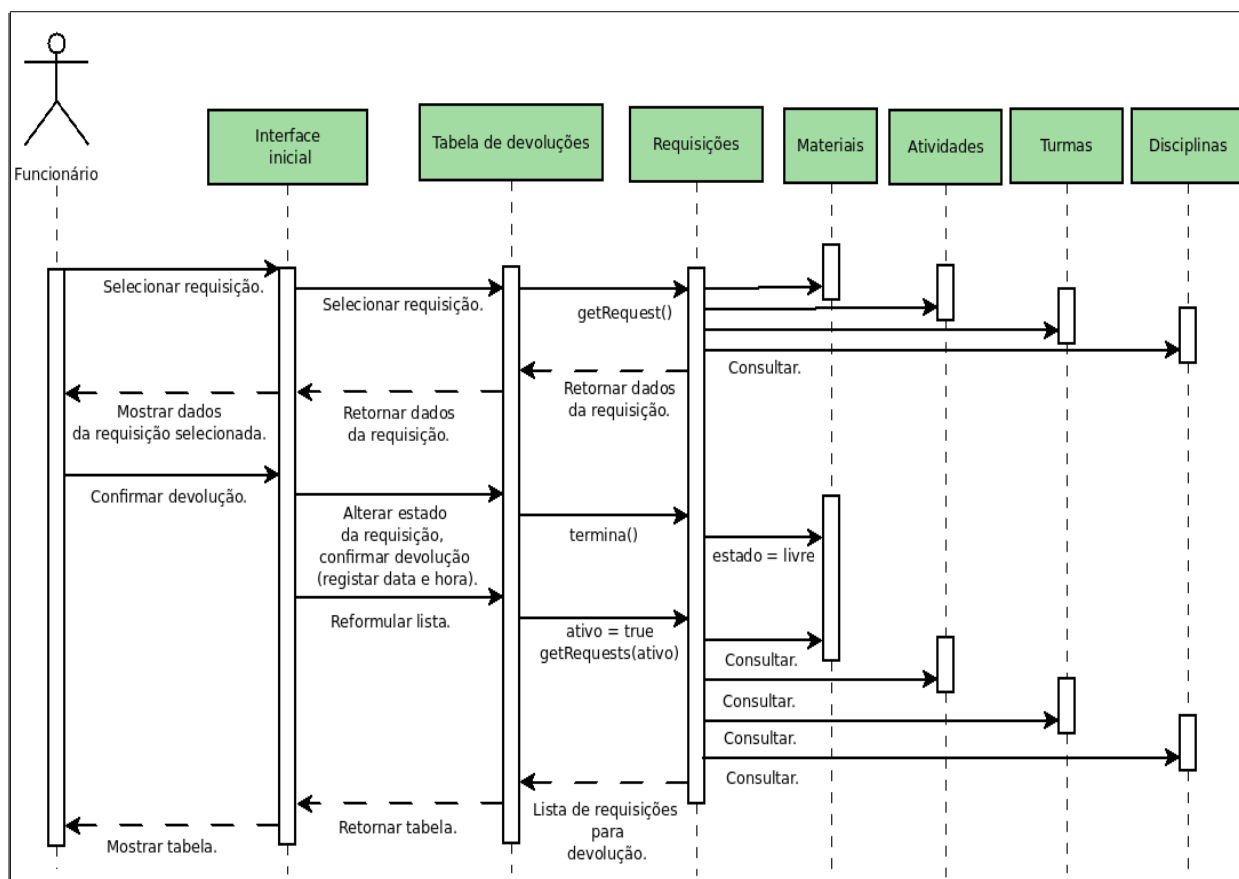 Funcionário
Interface
inicial
Tabela de devoluções
Requisições
Materiais
Atividades
Turmas
Disciplinas
Selecionar requisição.
Selecionar requisição.
getRequest()
Consultar.
Retornar dados
da requisição.
Retornar dados
da requisição.
Mostrar dados
da requisição selecionada.
Confirmar devolução.
Alterar estado
da requisição,
confirmar devolução
(registar data e hora).
termina()
estado = livre
Reformular lista.
ativo = true
getRequests(ativo)
Consultar.
Consultar.
Consultar.
Consultar.
Lista de requisições
para
devolução.
Retornar tabela.
Mostrar tabela.